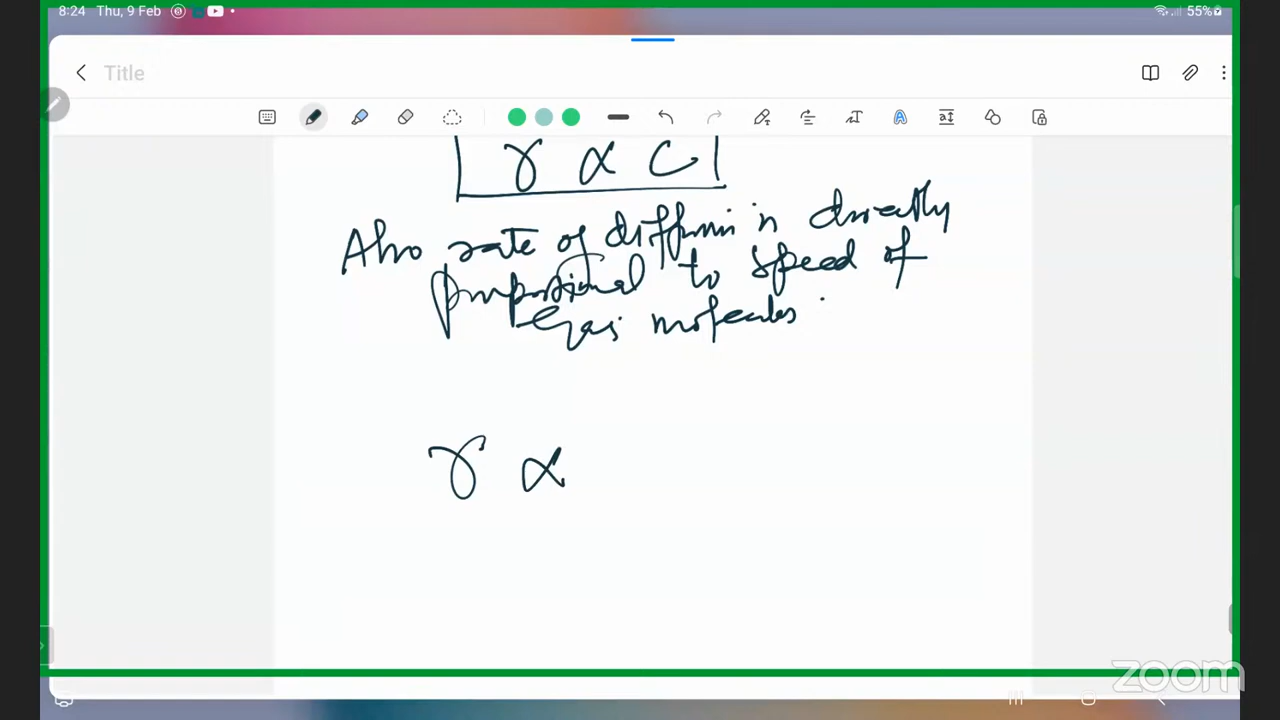 8:24 Thu, 9 Feb
55%
Title
r ∝ C
Also rate of diffusion is directly
proportional to speed of
Gas molecules
r ∝
zoom